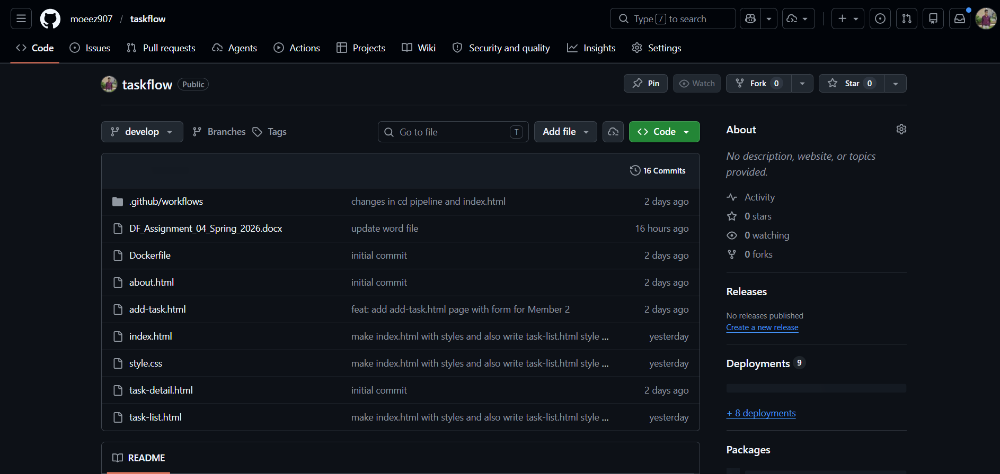 moeez907 / taskflow
Type / to search
Code Issues Pull requests Agents Actions Projects Wiki Security and quality Insights Settings
taskflow Public
Pin Watch Fork 0 Star 0
develop Branches Tags
Go to file T
Add file Code
16 Commits
.github/workflows changes in cd pipeline and index.html 2 days ago
DF_Assignment_04_Spring_2026.docx update word file 16 hours ago
Dockerfile initial commit 2 days ago
about.html initial commit 2 days ago
add-task.html feat: add add-task.html page with form for Member 2 2 days ago
index.html make index.html with styles and also write task-list.html style ... yesterday
style.css make index.html with styles and also write task-list.html style ... yesterday
task-detail.html initial commit 2 days ago
task-list.html make index.html with styles and also write task-list.html style ... yesterday
README
About
No description, website, or topics
provided.
Activity
0 stars
0 watching
0 forks
Releases
No releases published
Create a new release
Deployments 9
+ 8 deployments
Packages